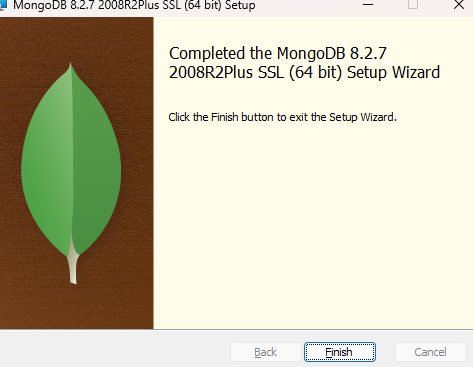 MongoDB 8.2.7 2008R2Plus SSL (64 bit) Setup
Completed the MongoDB 8.2.7
2008R2Plus SSL (64 bit) Setup Wizard
Click the Finish button to exit the Setup Wizard.
Back
Finish
Cancel